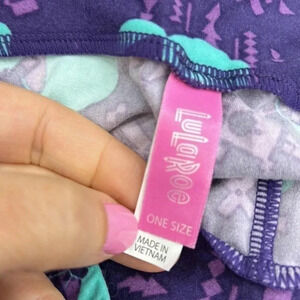 LuLaRoe
ONE SIZE
MADE IN
VIETNAM